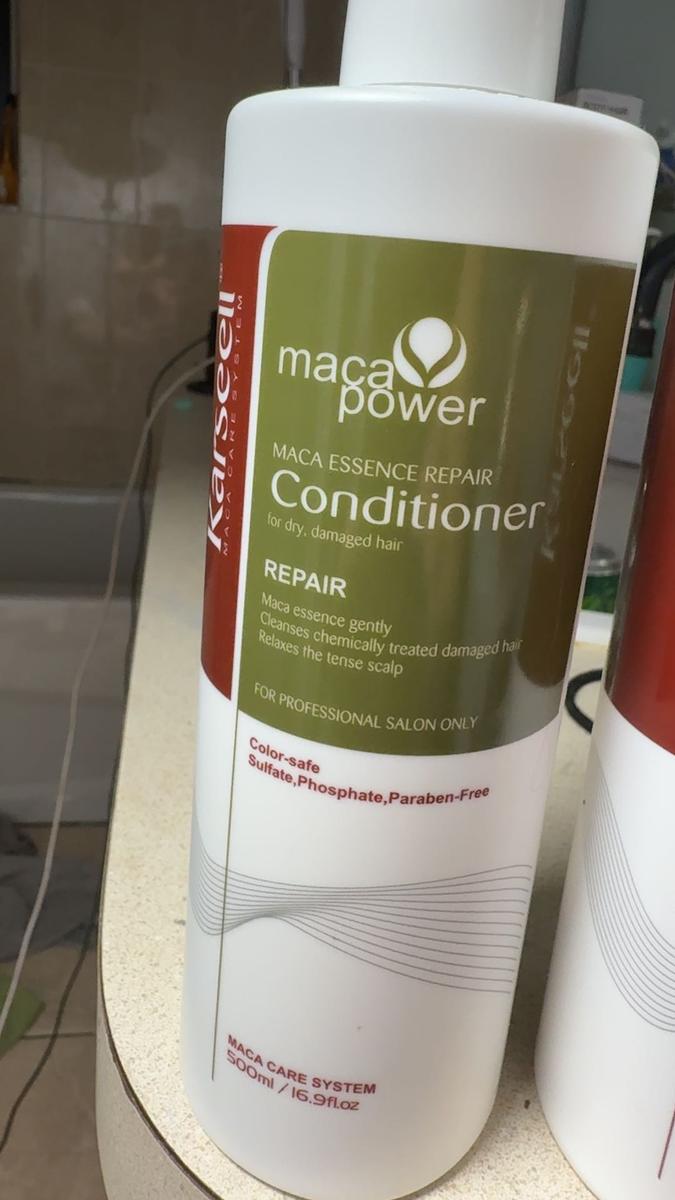 Karseell
MACA CARE SYSTEM
maca
power
MACA ESSENCE REPAIR
Conditioner
for dry, damaged hair
REPAIR
Maca essence gently
Cleanses chemically treated damaged hair
Relaxes the tense scalp
FOR PROFESSIONAL SALON ONLY
Color-safe
Sulfate,Phosphate,Paraben-Free
MACA CARE SYSTEM
500ml / 16.9fl.oz